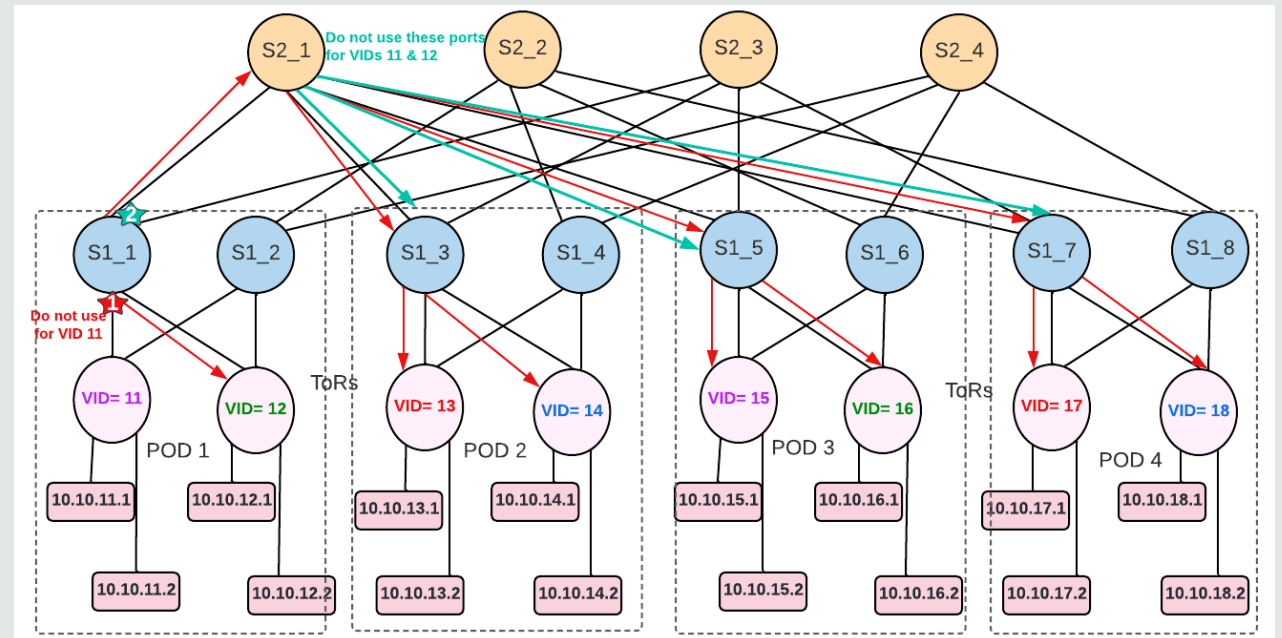 S2_1
Do not use these ports
for VIDs 11 & 12
S2_2
S2_3
S2_4
2
S1_1
S1_2
S1_3
S1_4
S1_5
S1_6
S1_7
S1_8
1
Do not use
for VID 11
ToRs
ToRs
VID= 11
VID= 12
VID= 13
VID= 14
VID= 15
VID= 16
VID= 17
VID= 18
POD 1
POD 2
POD 3
POD 4
10.10.11.1
10.10.12.1
10.10.13.1
10.10.14.1
10.10.15.1
10.10.16.1
10.10.17.1
10.10.18.1
10.10.11.2
10.10.12.2
10.10.13.2
10.10.14.2
10.10.15.2
10.10.16.2
10.10.17.2
10.10.18.2